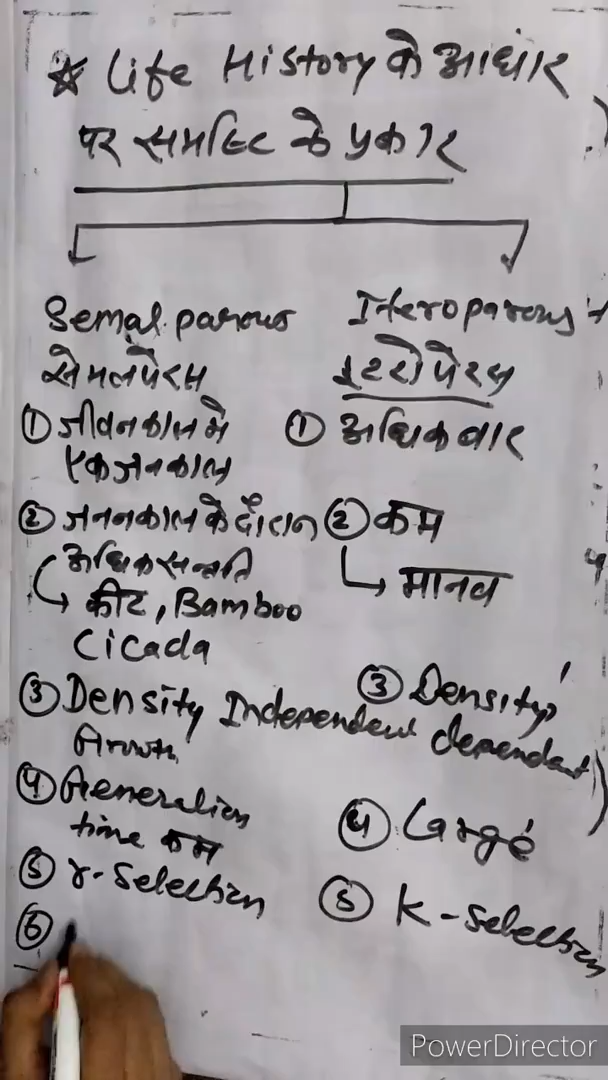 ☆ Life History के आधार
पर समष्टि के प्रकार
Semal parous
सेमलपैरस
① जीवनकाल मे
एक जननकाल
② जननकाल के दौरान
अधिक सन्तति
कीट, Bamboo
Cicada
③ Density Independent
Growth
④ Generation
time कम
⑤ r-Selection
⑥
Iteroparous
इटरोपैरस
① अधिक बार
② कम
मानव
③ Density
dependent
④ Large
⑤ K-Selection
PowerDirector